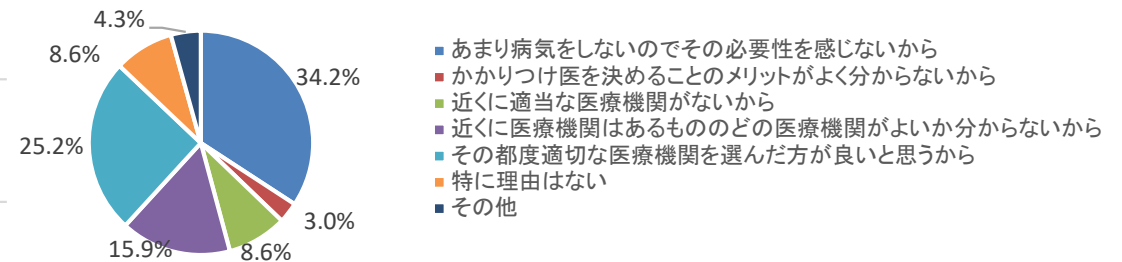 4.3%
8.6%
34.2%
25.2%
3.0%
15.9%
8.6%
あまり病気をしないのでその必要性を感じないから
かかりつけ医を決めることのメリットがよく分からないから
近くに適当な医療機関がないから
近くに医療機関はあるもののどの医療機関がよいか分からないから
その都度適切な医療機関を選んだ方が良いと思うから
特に理由はない
その他